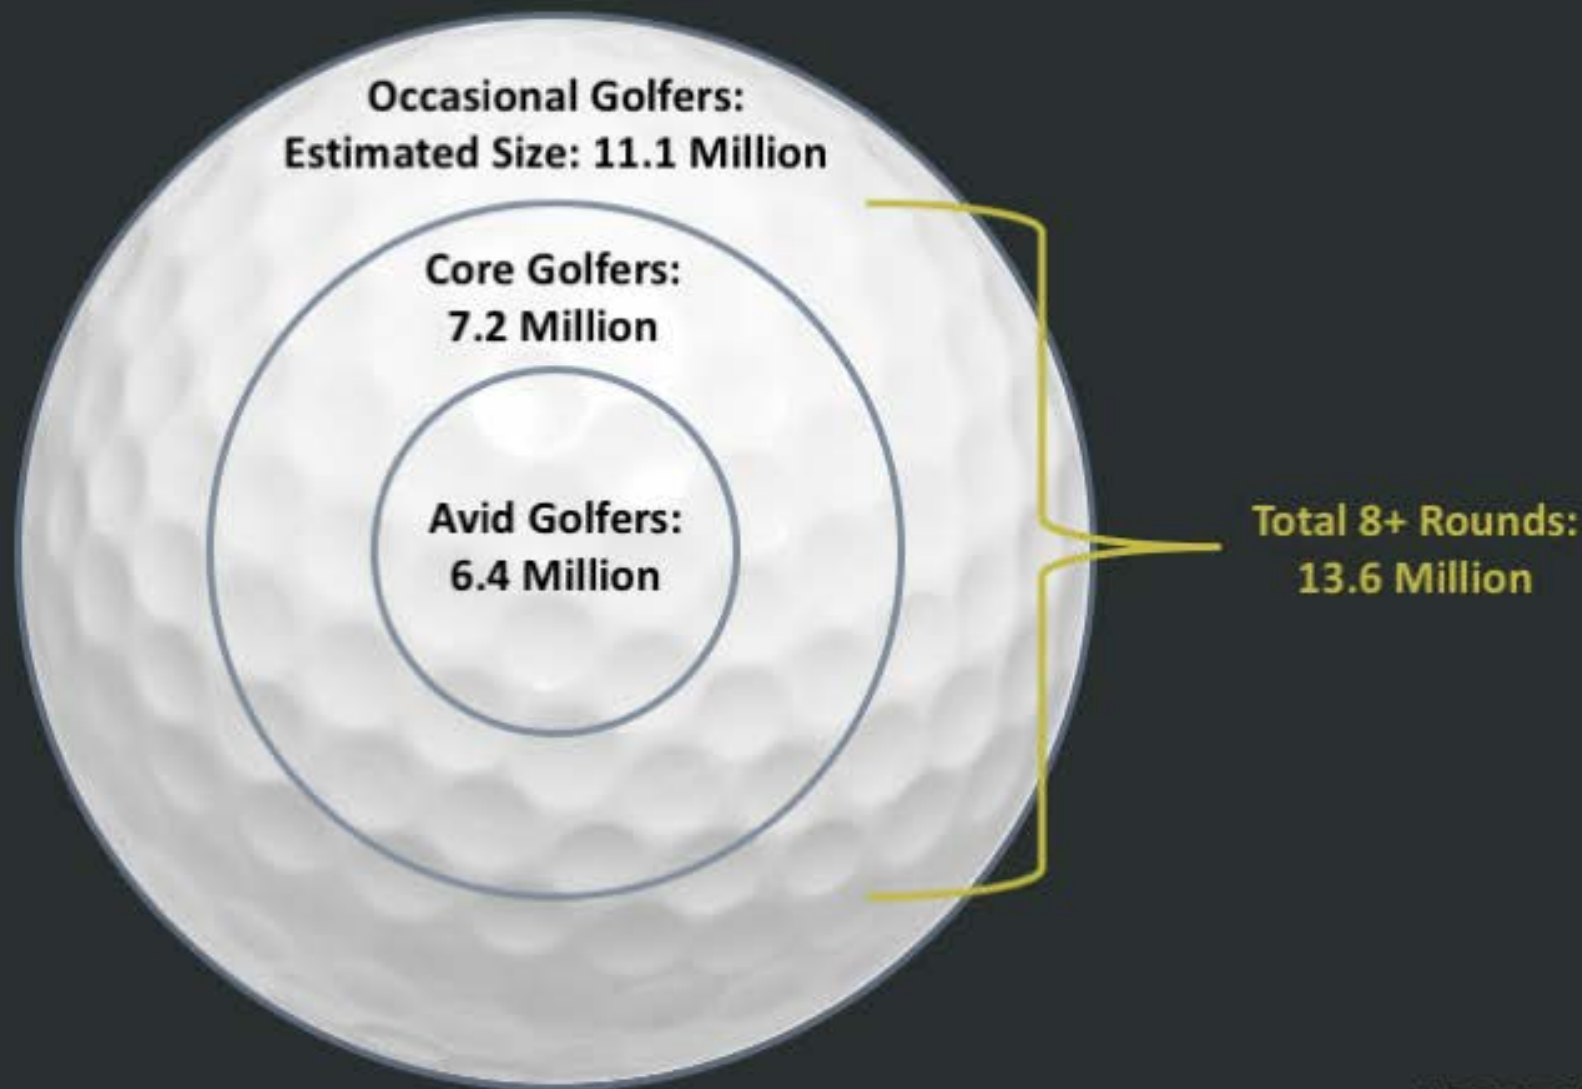 Occasional Golfers:
Estimated Size: 11.1 Million
Core Golfers:
7.2 Million
Avid Golfers:
6.4 Million
Total 8+ Rounds:
13.6 Million